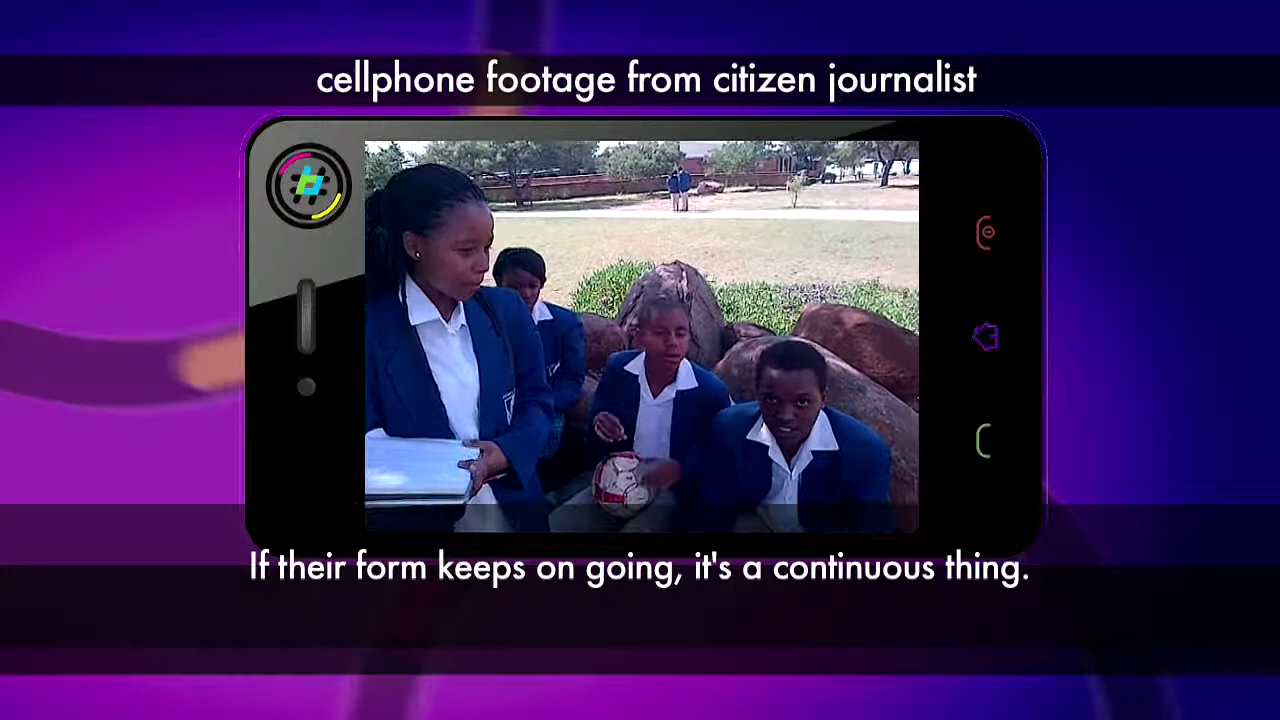 cellphone footage from citizen journalist
If their form keeps on going, it's a continuous thing.